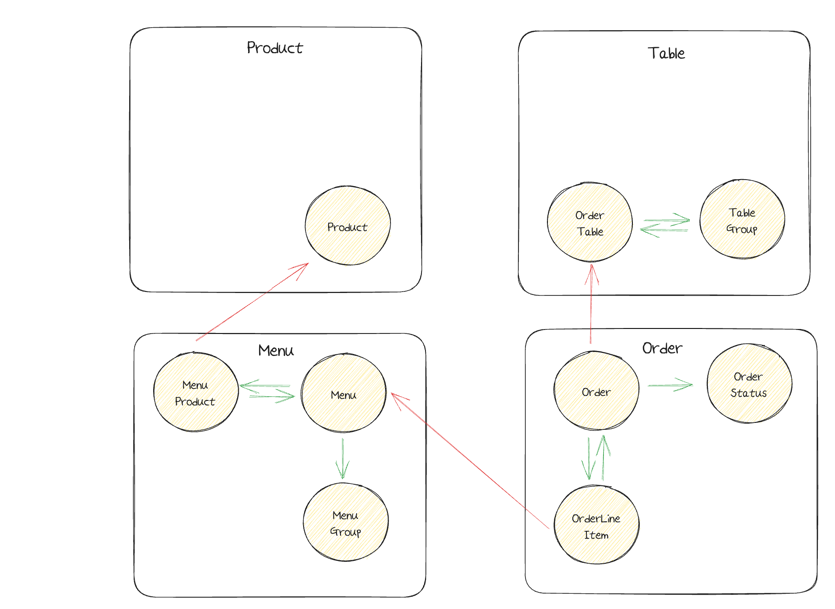 Product
Product
Table
Order
Table
Table
Group
Menu
Menu
Product
Menu
Menu
Group
Order
Order
Order
Status
OrderLine
Item